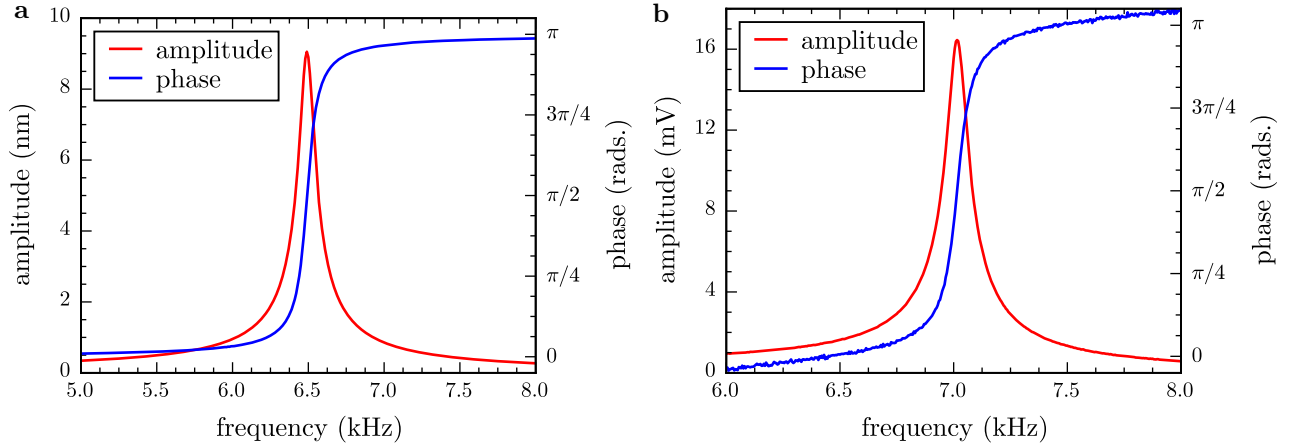 a
amplitude
phase
amplitude (nm)
0
2
4
6
8
10
5.0
5.5
6.0
6.5
7.0
7.5
8.0
frequency (kHz)
0
π/4
π/2
3π/4
π
phase (rads.)
b
amplitude
phase
amplitude (mV)
0
4
8
12
16
6.0
6.5
7.0
7.5
8.0
frequency (kHz)
0
π/4
π/2
3π/4
π
phase (rads.)